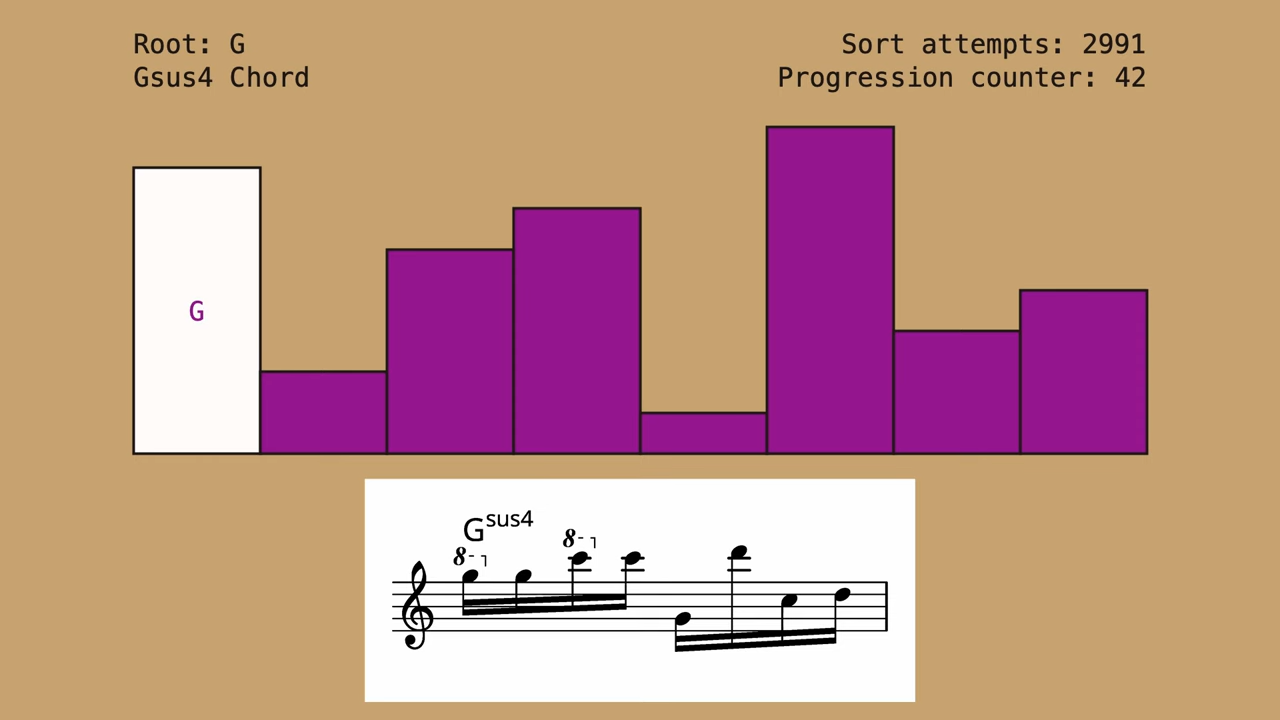 Root: G
Sort attempts: 2991
Gsus4 Chord
Progression counter: 42
G
Gsus4
8 8